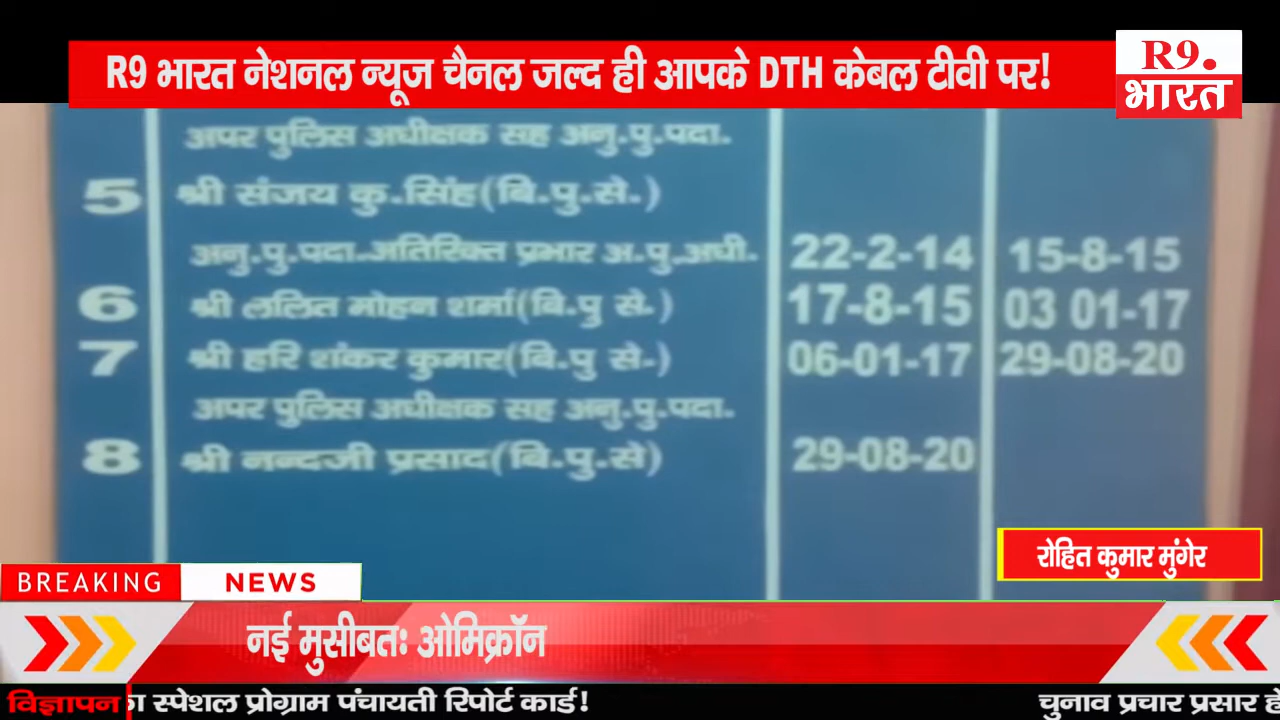 R9 भारत नेशनल न्यूज चैनल जल्द ही आपके DTH केबल टीवी पर!
R9.
भारत
अपर पुलिस अधीक्षक सह अनु.पु.पदा.
5 श्री संजय कु.सिंह(बि.पु.से.)
अनु.पु.पदा.अतिरिक्त प्रभार अ.पु.अधी. 22-2-14 15-8-15
6 श्री ललित मोहन शर्मा(बि.पु से.) 17-8-15 03 01-17
7 श्री हरि शंकर कुमार(बि.पु से.) 06-01-17 29-08-20
अपर पुलिस अधीक्षक सह अनु.पु.पदा.
8 श्री नन्दजी प्रसाद(बि.पु.से) 29-08-20
रोहित कुमार मुंगेर
BREAKING NEWS
नई मुसीबतः ओमिक्रॉन
विज्ञापन का स्पेशल प्रोग्राम पंचायती रिपोर्ट कार्ड! चुनाव प्रचार प्रसार